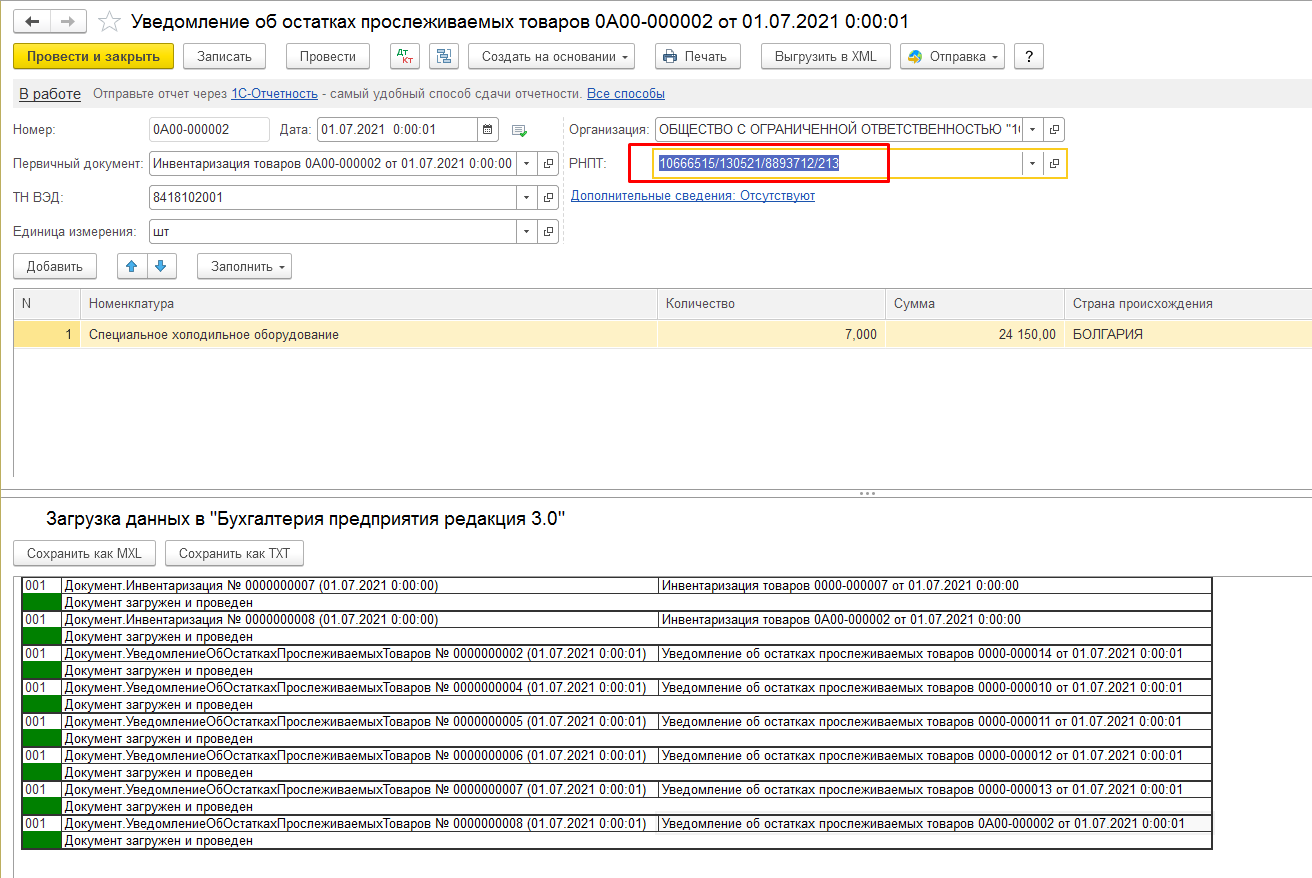 Уведомление об остатках прослеживаемых товаров 0А00-000002 от 01.07.2021 0:00:01
Провести и закрыть Записать Провести Дт Кт Создать на основании Печать Выгрузить в XML Отправка ?
В работе Отправьте отчет через 1С-Отчетность - самый удобный способ сдачи отчетности. Все способы
Номер: 0А00-000002 Дата: 01.07.2021 0:00:01 Организация: ОБЩЕСТВО С ОГРАНИЧЕННОЙ ОТВЕТСТВЕННОСТЬЮ "1
Первичный документ: Инвентаризация товаров 0А00-000002 от 01.07.2021 0:00:00 РНПТ: 10666515/130521/8893712/213
ТН ВЭД: 8418102001 Дополнительные сведения: Отсутствуют
Единица измерения: шт
Добавить Заполнить
N Номенклатура Количество Сумма Страна происхождения
1 Специальное холодильное оборудование 7,000 24 150,00 БОЛГАРИЯ
Загрузка данных в "Бухгалтерия предприятия редакция 3.0"
Сохранить как MXL Сохранить как TXT
001 Документ.Инвентаризация № 0000000007 (01.07.2021 0:00:00) Инвентаризация товаров 0000-000007 от 01.07.2021 0:00:00
Документ загружен и проведен
001 Документ.Инвентаризация № 0000000008 (01.07.2021 0:00:00) Инвентаризация товаров 0А00-000002 от 01.07.2021 0:00:00
Документ загружен и проведен
001 Документ.УведомлениеОбОстаткахПрослеживаемыхТоваров № 0000000002 (01.07.2021 0:00:01) Уведомление об остатках прослеживаемых товаров 0000-000014 от 01.07.2021 0:00:01
Документ загружен и проведен
001 Документ.УведомлениеОбОстаткахПрослеживаемыхТоваров № 0000000004 (01.07.2021 0:00:01) Уведомление об остатках прослеживаемых товаров 0000-000010 от 01.07.2021 0:00:01
Документ загружен и проведен
001 Документ.УведомлениеОбОстаткахПрослеживаемыхТоваров № 0000000005 (01.07.2021 0:00:01) Уведомление об остатках прослеживаемых товаров 0000-000011 от 01.07.2021 0:00:01
Документ загружен и проведен
001 Документ.УведомлениеОбОстаткахПрослеживаемыхТоваров № 0000000006 (01.07.2021 0:00:01) Уведомление об остатках прослеживаемых товаров 0000-000012 от 01.07.2021 0:00:01
Документ загружен и проведен
001 Документ.УведомлениеОбОстаткахПрослеживаемыхТоваров № 0000000007 (01.07.2021 0:00:01) Уведомление об остатках прослеживаемых товаров 0000-000013 от 01.07.2021 0:00:01
Документ загружен и проведен
001 Документ.УведомлениеОбОстаткахПрослеживаемыхТоваров № 0000000008 (01.07.2021 0:00:01) Уведомление об остатках прослеживаемых товаров 0А00-000002 от 01.07.2021 0:00:01
Документ загружен и проведен